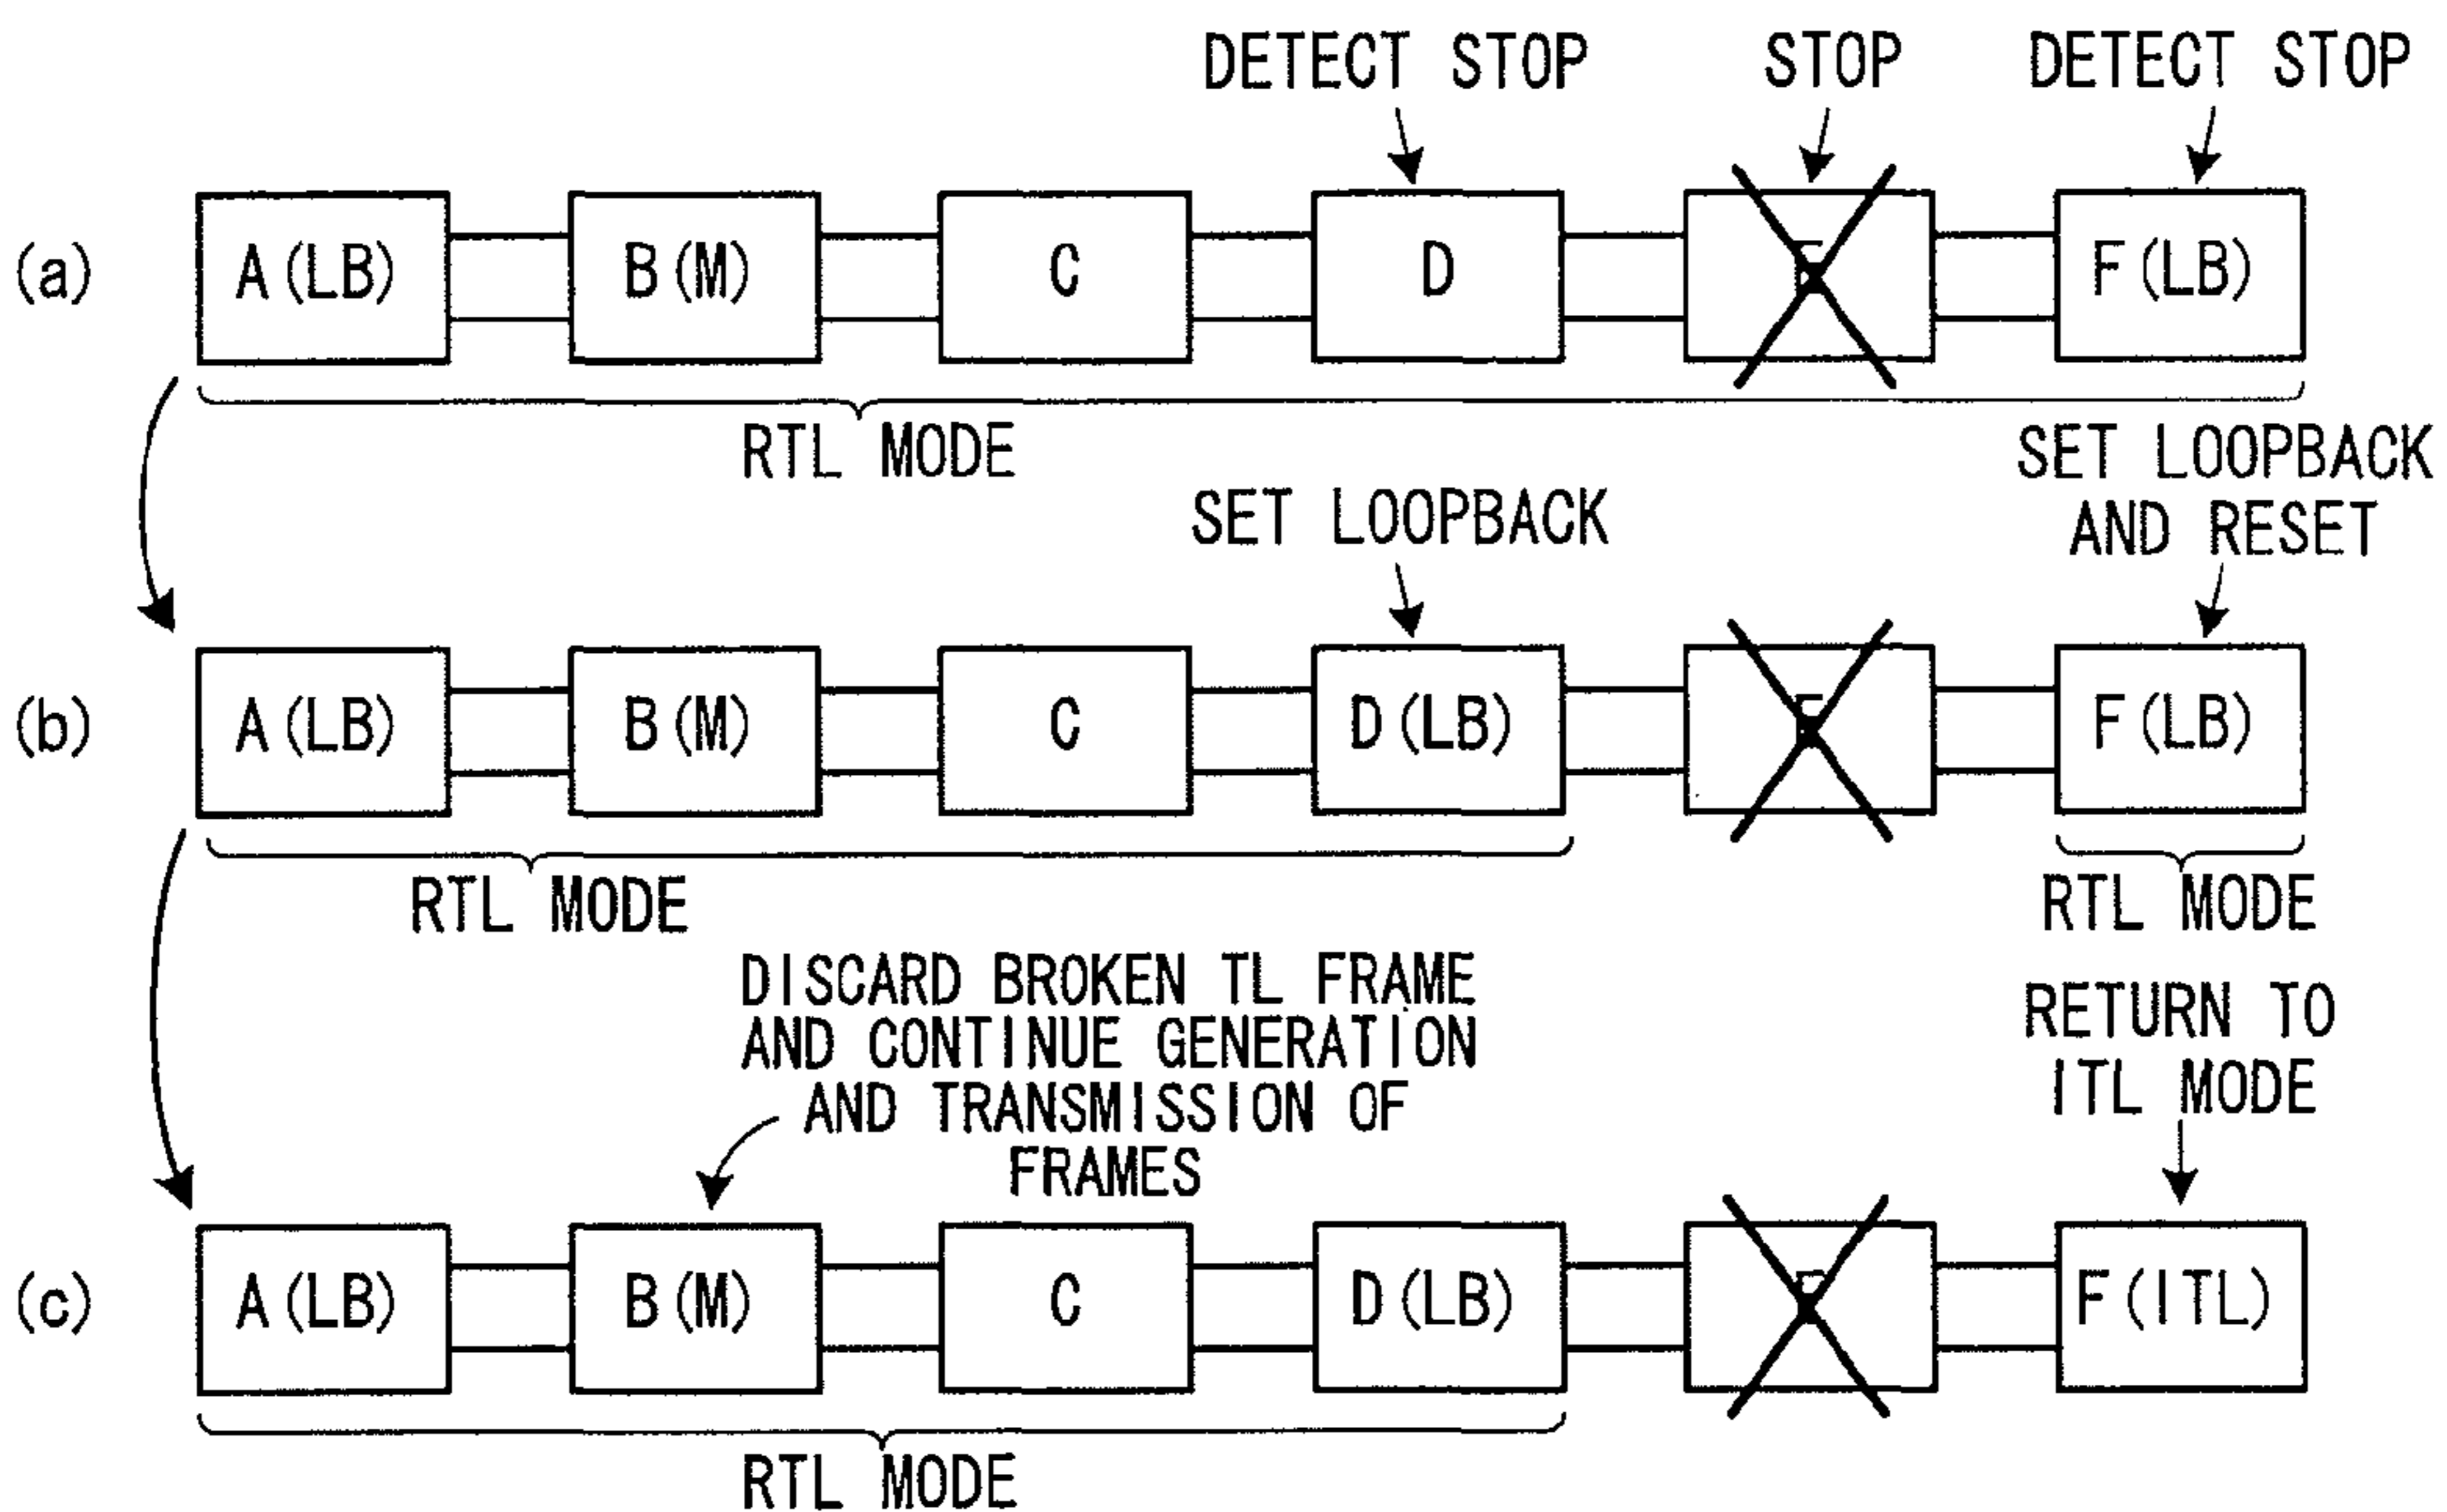 DETECT STOP STOP DETECT STOP
(a) A(LB) B(M) C D F(LB)
RTL MODE
SET LOOPBACK
AND RESET
SET LOOPBACK
(b) A(LB) B(M) C D(LB) F(LB)
RTL MODE RTL MODE
DISCARD BROKEN TL FRAME
AND CONTINUE GENERATION
AND TRANSMISSION OF
FRAMES
RETURN TO
ITL MODE
(c) A(LB) B(M) C D(LB) F(ITL)
RTL MODE